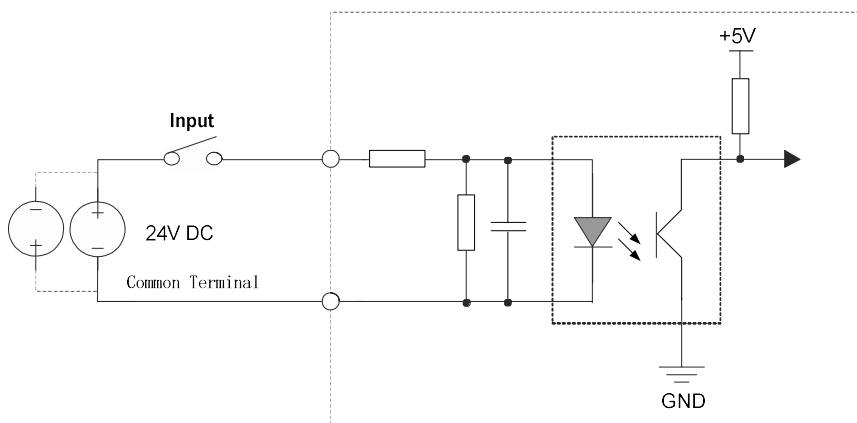 +5V
Input
24V DC
Common Terminal
GND